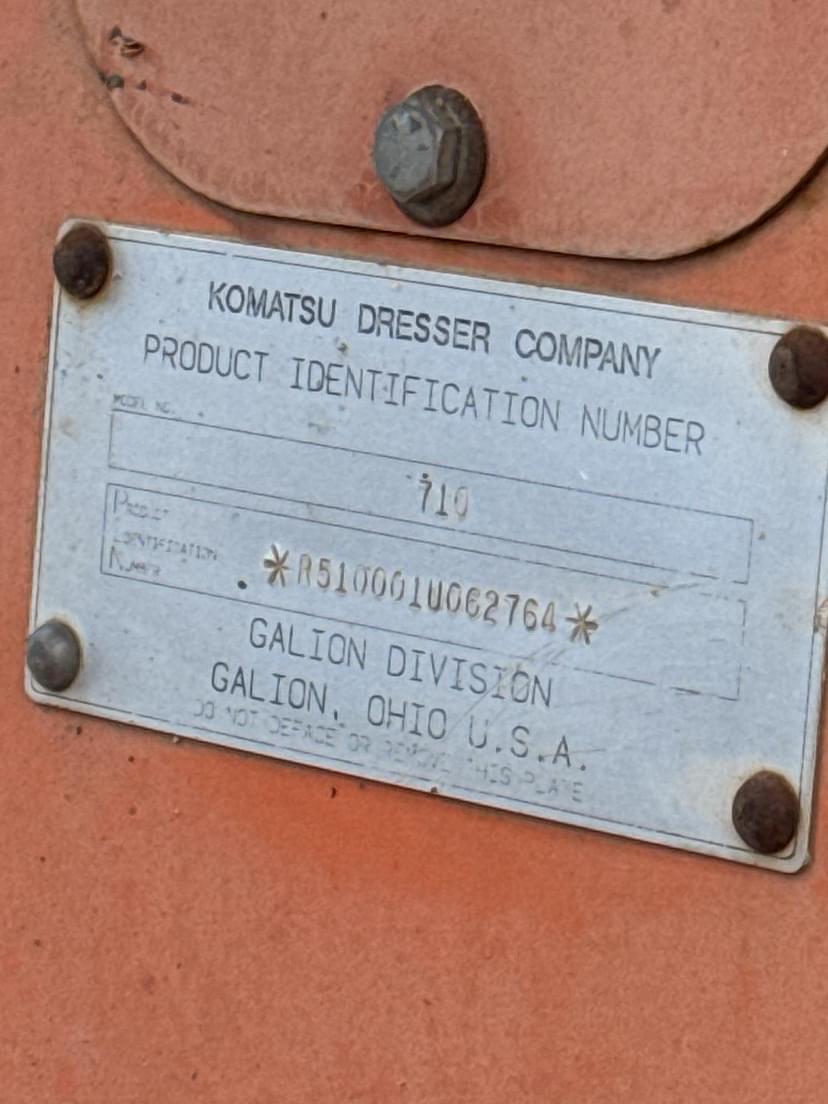 KOMATSU DRESSER COMPANY
PRODUCT IDENTIFICATION NUMBER
MODEL NO.
710
PRODUCT
IDENTIFICATION
NUMBER
*R510001U062764*
GALION DIVISION
GALION, OHIO U.S.A.
DO NOT DEFACE OR REMOVE THIS PLATE